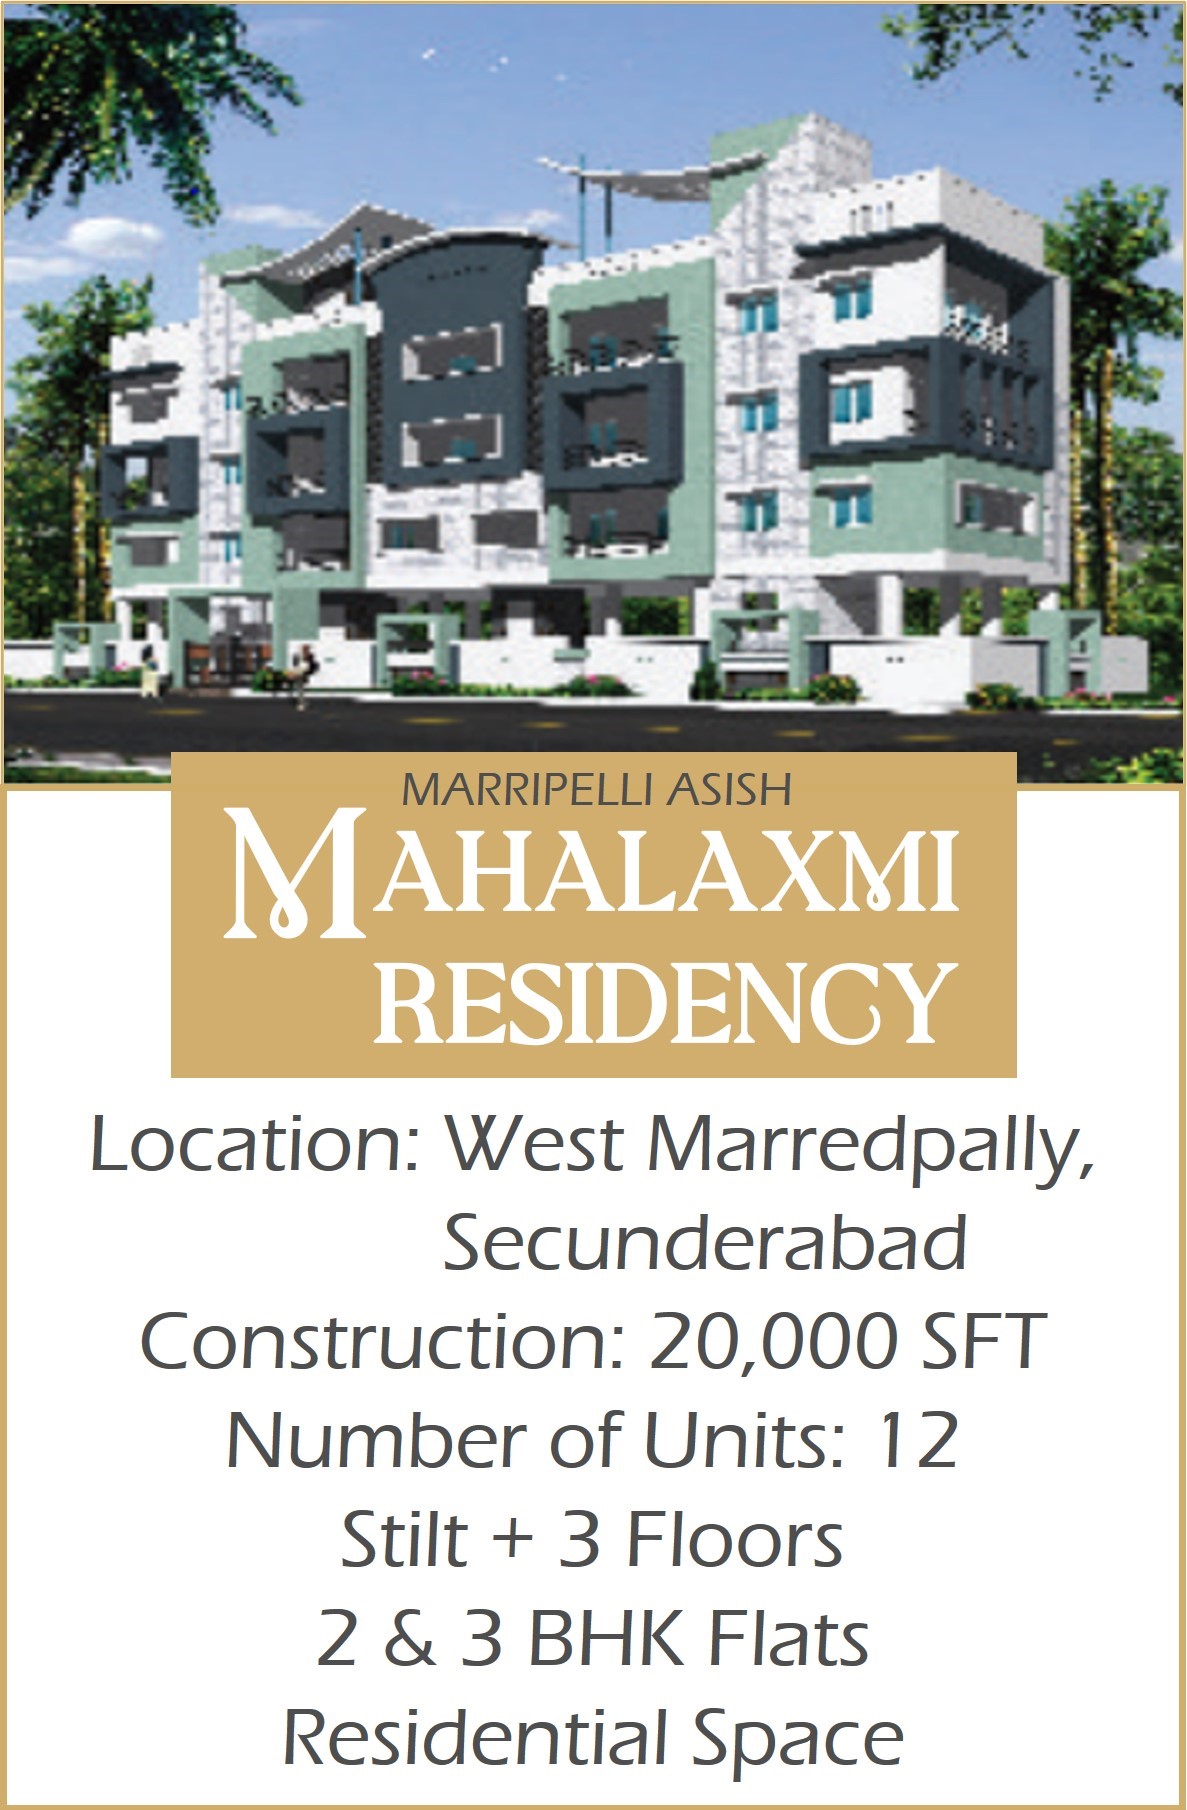 MARRIPELLI ASISH
MAHALAXMI
RESIDENCY
Location: West Marredpally,
Secunderabad
Construction: 20,000 SFT
Number of Units: 12
Stilt + 3 Floors
2 & 3 BHK Flats
Residential Space